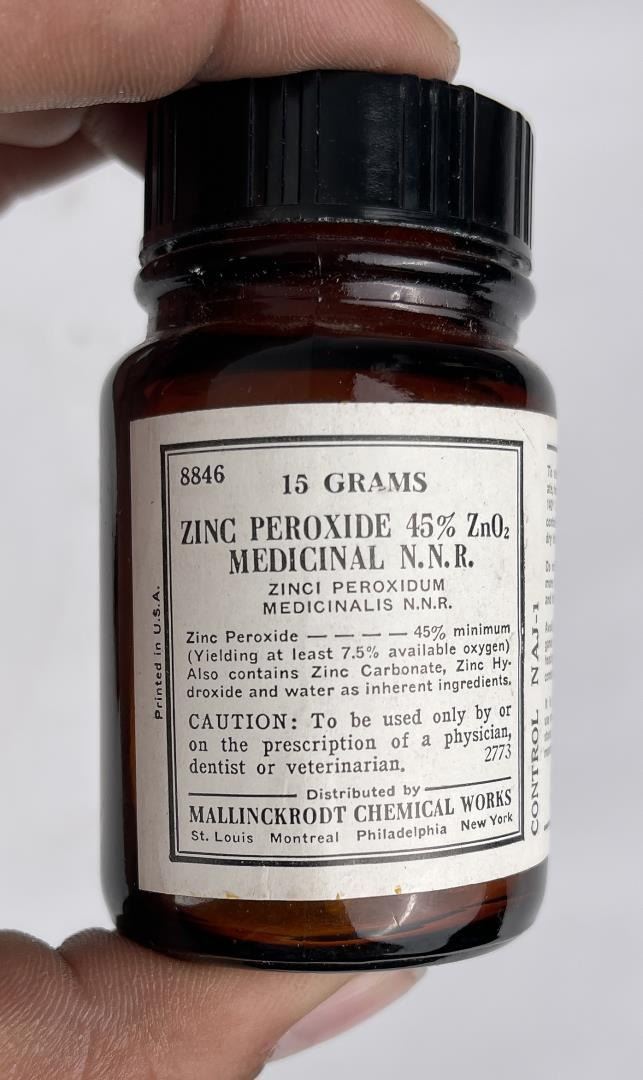 8846
15 GRAMS
ZINC PEROXIDE 45% ZnO₂
MEDICINAL N.N.R.
ZINCI PEROXIDUM
MEDICINALIS N.N.R.
Zinc Peroxide — — — — 45% minimum
(Yielding at least 7.5% available oxygen)
Also contains Zinc Carbonate, Zinc Hy-
droxide and water as inherent ingredients.
CAUTION: To be used only by or
on the prescription of a physician,
dentist or veterinarian.
2773
Distributed by
MALLINCKRODT CHEMICAL WORKS
St. Louis Montreal Philadelphia New York
Printed in U.S.A.
CONTROL NAJ-1